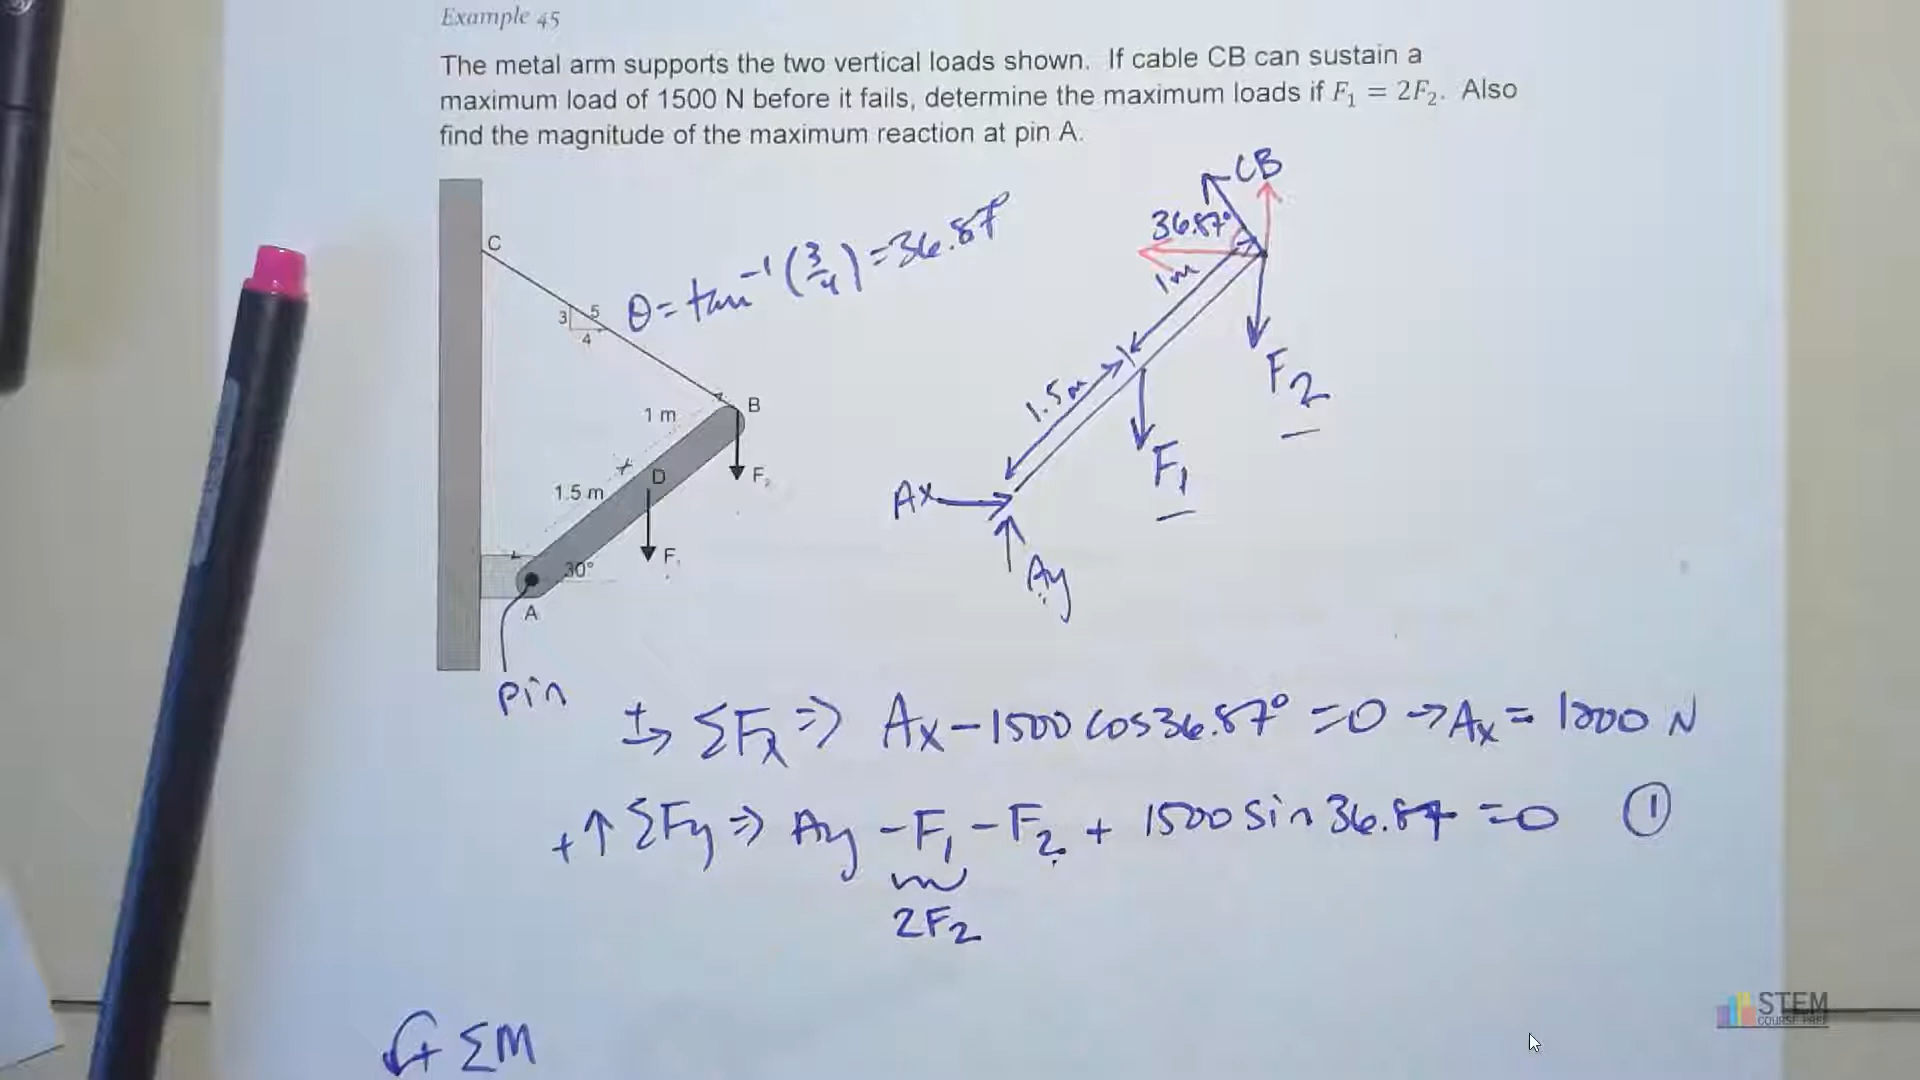 Example 45
The metal arm supports the two vertical loads shown. If cable CB can sustain a
maximum load of 1500 N before it fails, determine the maximum loads if F₁ = 2F₂. Also
find the magnitude of the maximum reaction at pin A.
CB
C
θ = tan⁻¹(3/4) = 36.87°
36.87°
3 5
4
1m
1 m
B
F₂
1.5m
D
F₂
1.5 m
F₁
Ax
F₁
30°
Ay
A
pin
+→ ΣFx ⇒ Ax - 1500 cos 36.87° = 0 → Ax = 1200 N
+↑ ΣFy ⇒ Ay - F₁ - F₂ + 1500 sin 36.87 = 0 ①
2F₂
STEM
COURSE PREP
+ ΣM